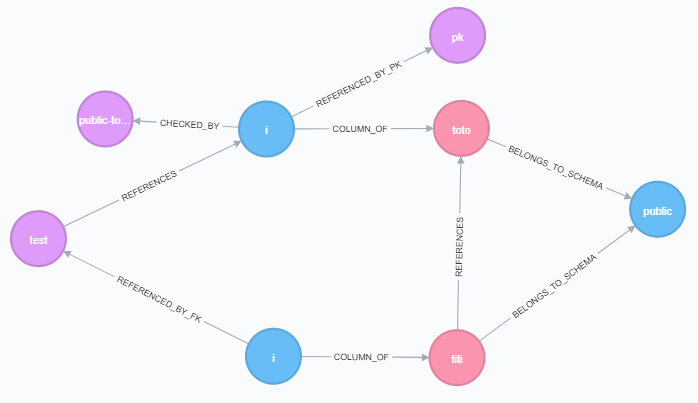 pk
REFERENCED_BY_PK
public-to...
CHECKED_BY
i
COLUMN_OF
toto
BELONGS_TO_SCHEMA
REFERENCES
public
test
REFERENCES
BELONGS_TO_SCHEMA
REFERENCED_BY_FK
i
COLUMN_OF
titi